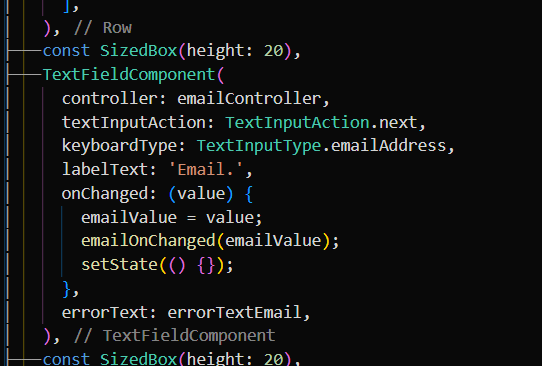 ],
), // Row
const SizedBox(height: 20),
TextFieldComponent(
controller: emailController,
textInputAction: TextInputAction.next,
keyboardType: TextInputType.emailAddress,
labelText: 'Email.',
onChanged: (value) {
emailValue = value;
emailOnChanged(emailValue);
setState(() {});
},
errorText: errorTextEmail,
), // TextFieldComponent
const SizedBox(height: 20),